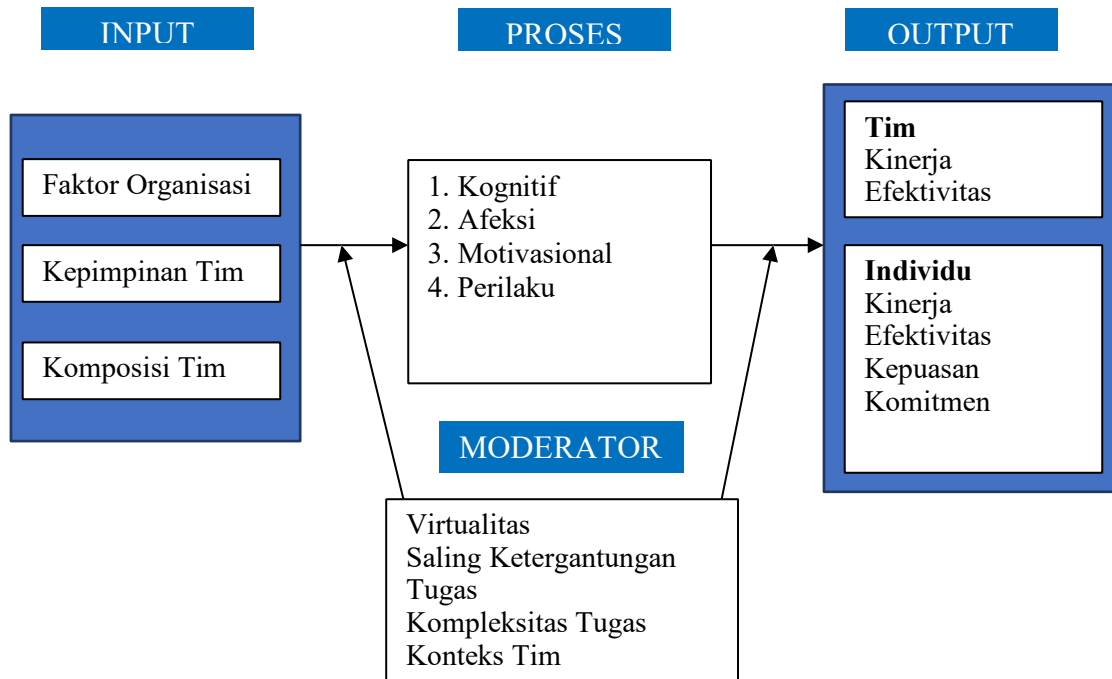 INPUT
PROSES
OUTPUT
Faktor Organisasi
Kepimpinan Tim
Komposisi Tim
1. Kognitif
2. Afeksi
3. Motivasional
4. Perilaku
Tim
Kinerja
Efektivitas
Individu
Kinerja
Efektivitas
Kepuasan
Komitmen
MODERATOR
Virtualitas
Saling Ketergantungan
Tugas
Kompleksitas Tugas
Konteks Tim